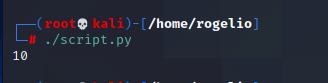 ┌──(root💀kali)-[/home/rogelio]
└─# ./script.py
10